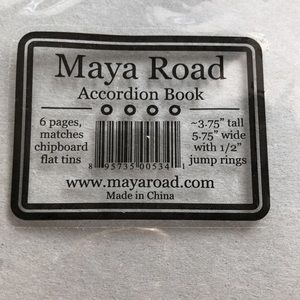 Maya Road
Accordion Book
6 pages,
matches
chipboard
flat tins
~3.75" tall
5.75" wide
with 1/2"
jump rings
8 95735 00534 1
www.mayaroad.com
Made in China